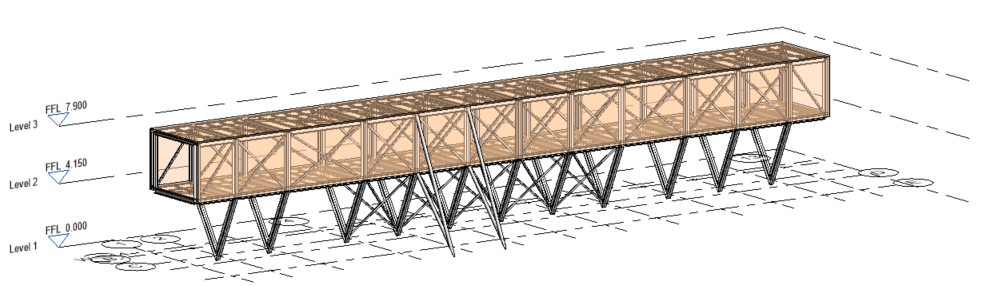 FFL 7.900
Level 3
FFL 4.150
Level 2
FFL 0.000
Level 1